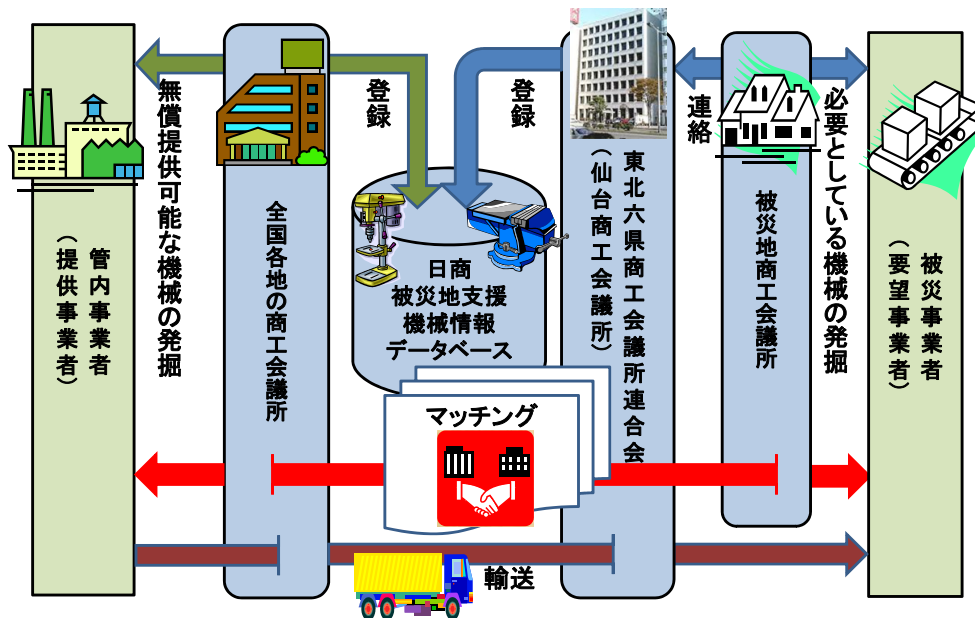 管内事業者
（提供事業者）
無償提供可能な機械の発掘
全国各地の商工会議所
登録
登録
日商
被災地支援
機械情報
データベース
マッチング
輸送
東北六県商工会議所連合会
（仙台商工会議所）
連絡
被災地商工会議所
必要としている機械の発掘
被災事業者
（要望事業者）